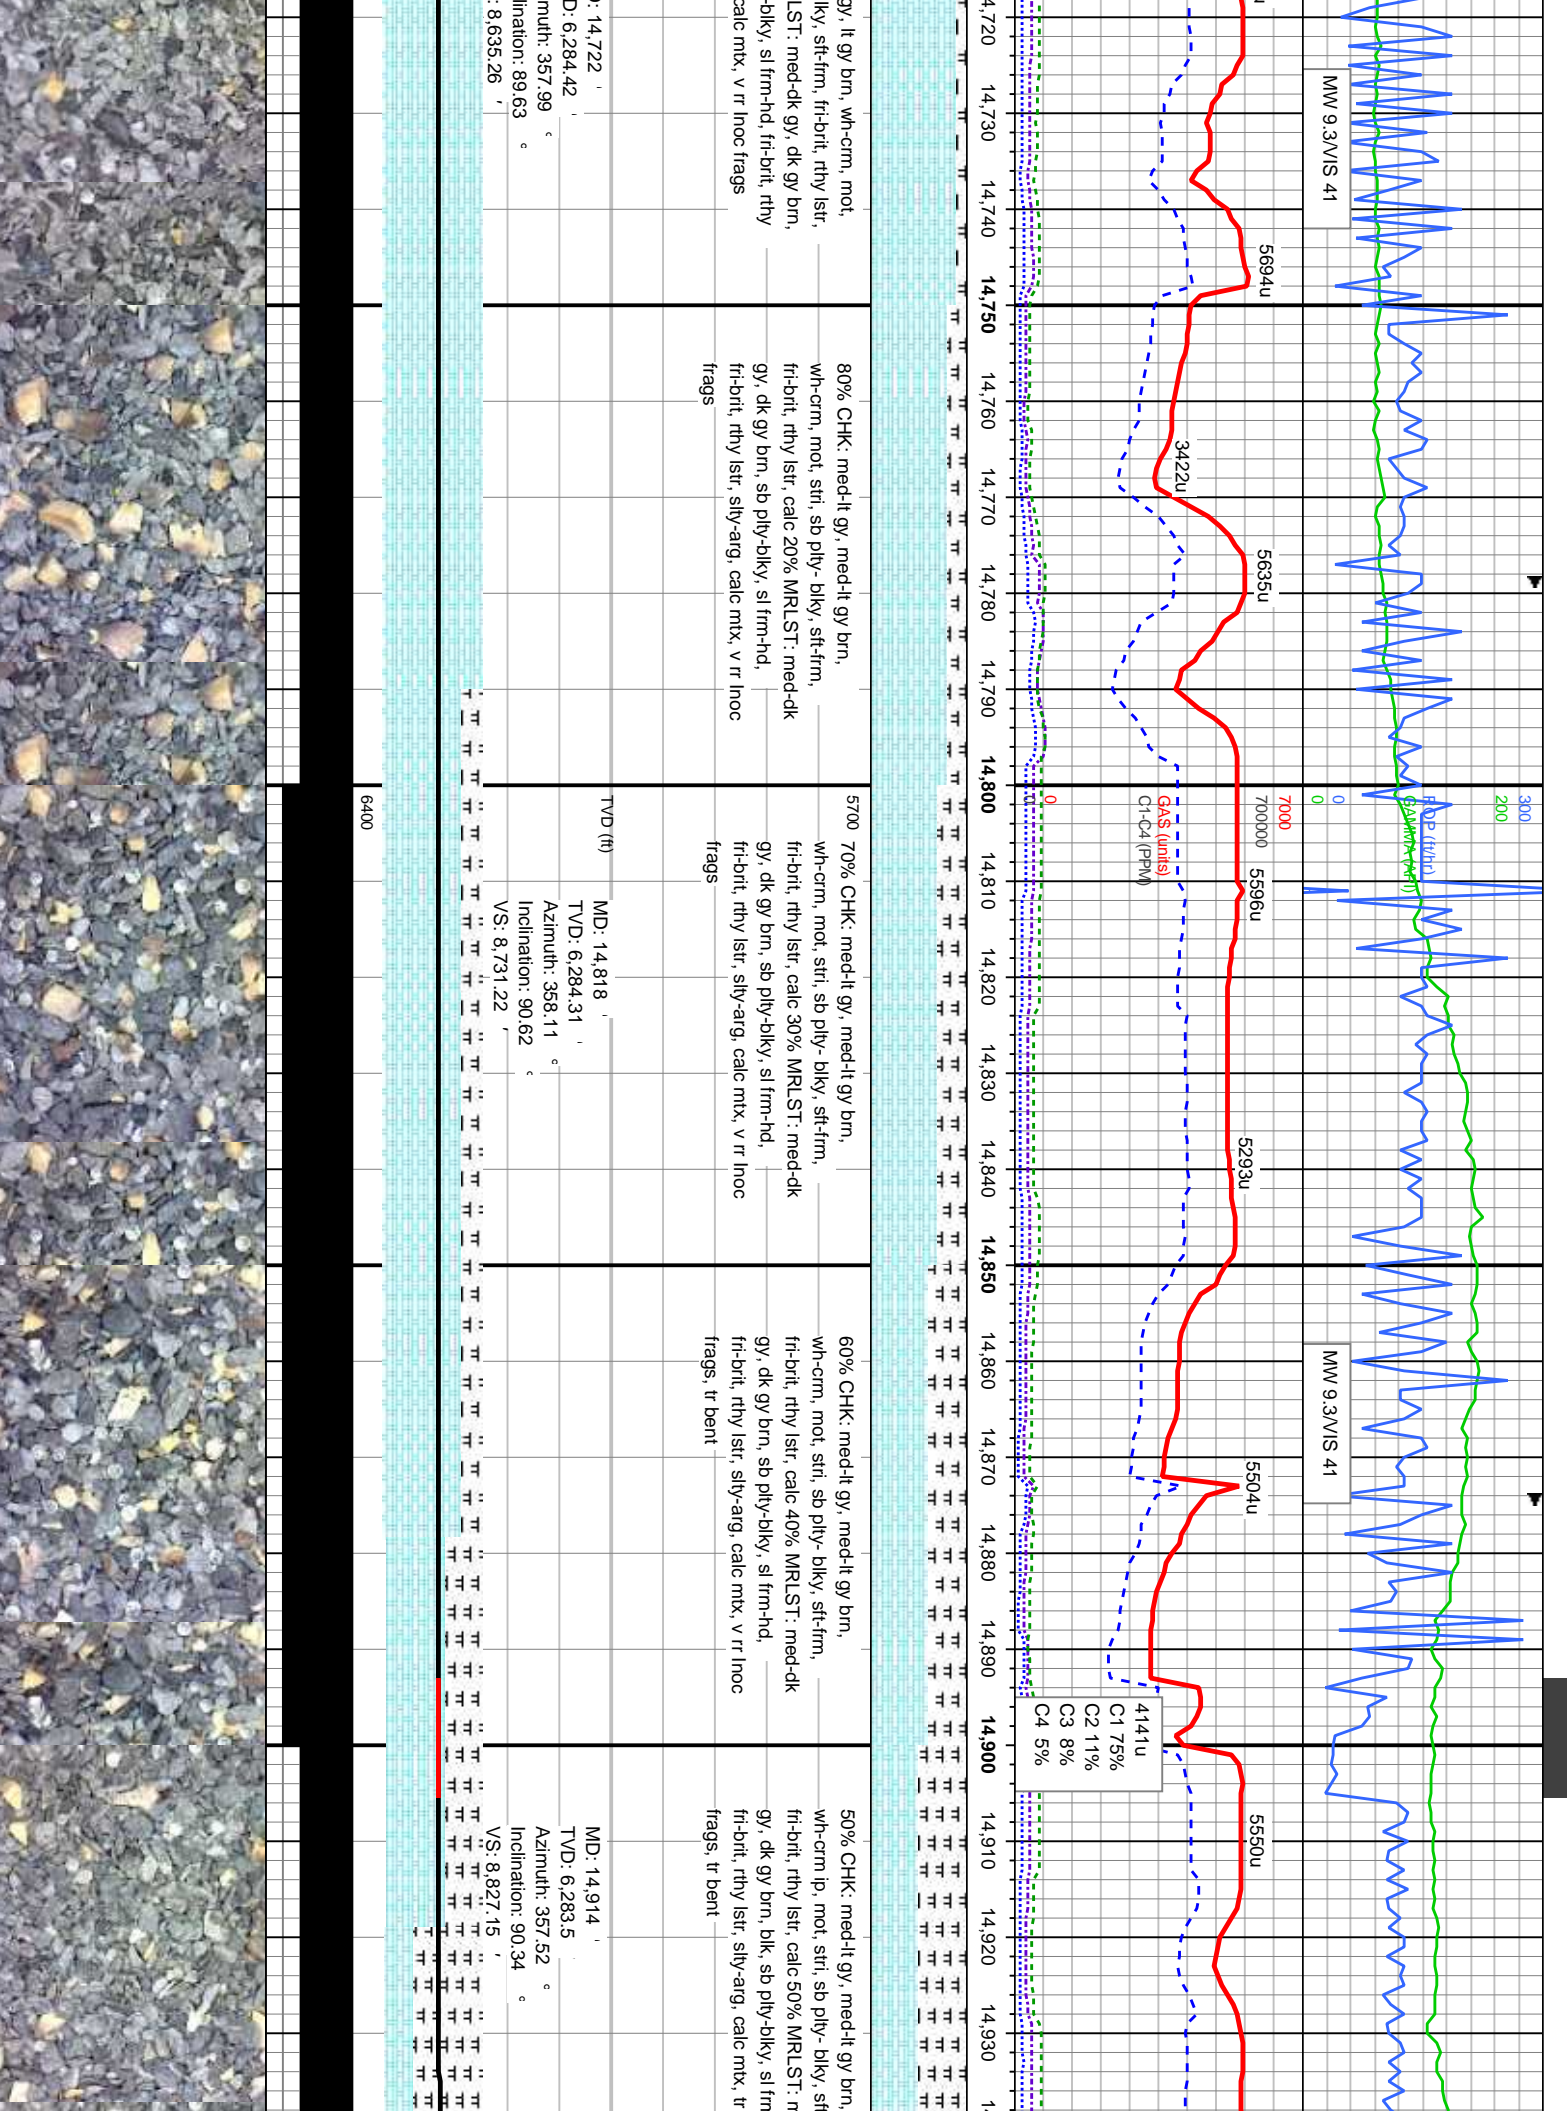 MW 9.3/VIS 41
MW 9.3/VIS 41
300
200
ROP (ft/hr)
GAMMA (API)
0
0
5694u
3422u
5635u
5596u
5293u
5504u
5550u
7000
700000
GAS (units)
C1-C4 (PPM)
0
4141u
C1 75%
C2 11%
C3 8%
C4 5%
14,720
14,730
14,740
14,750
14,760
14,770
14,780
14,790
14,800
14,810
14,820
14,830
14,840
14,850
14,860
14,870
14,880
14,890
14,900
14,910
14,920
14,930
gy, lt gy brn, wh-crm, mot,
lky, sft-frm, fri-brit, rthy lstr,
LST: med-dk gy, dk gy brn,
-blky, sl frm-hd, fri-brit, rthy
calc mtx, v rr Inoc frags
80% CHK: med-lt gy, med-lt gy brn,
wh-crm, mot, stri, sb plty- blky, sft-frm,
fri-brit, rthy lstr, calc 20% MRLST: med-dk
gy, dk gy brn, sb plty-blky, sl frm-hd,
fri-brit, rthy lstr, slty-arg, calc mtx, v rr Inoc
frags
70% CHK: med-lt gy, med-lt gy brn,
wh-crm, mot, stri, sb plty- blky, sft-frm,
fri-brit, rthy lstr, calc 30% MRLST: med-dk
gy, dk gy brn, sb plty-blky, sl frm-hd,
fri-brit, rthy lstr, slty-arg, calc mtx, v rr Inoc
frags
60% CHK: med-lt gy, med-lt gy brn,
wh-crm, mot, stri, sb plty- blky, sft-frm,
fri-brit, rthy lstr, calc 40% MRLST: med-dk
gy, dk gy brn, sb plty-blky, sl frm-hd,
fri-brit, rthy lstr, slty-arg, calc mtx, v rr Inoc
frags, tr bent
50% CHK: med-lt gy, med-lt gy brn,
wh-crm ip, mot, stri, sb plty- blky, sf
fri-brit, rthy lstr, calc 50% MRLST: m
gy, dk gy brn, blk, sb plty-blky, sl frn
fri-brit, rthy lstr, slty-arg, calc mtx, tr
frags, tr bent
5700
TVD (ft)
6400
: 14,722 '
D: 6,284.42 '
muth: 357.99 °
lination: 89.63 °
: 8,635.26 '
MD: 14,818 '
TVD: 6,284.31 '
Azimuth: 358.11 °
Inclination: 90.62 °
VS: 8,731.22 '
MD: 14,914 '
TVD: 6,283.5 '
Azimuth: 357.52 °
Inclination: 90.34 °
VS: 8,827.15 '